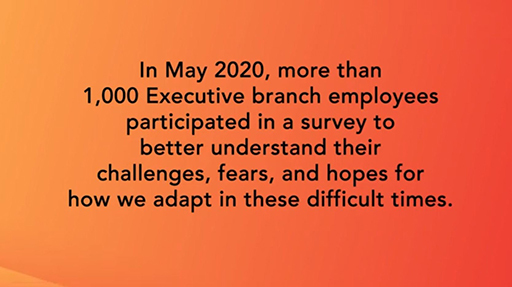 In May 2020, more than
1,000 Executive branch employees
participated in a survey to
better understand their
challenges, fears, and hopes for
how we adapt in these difficult times.